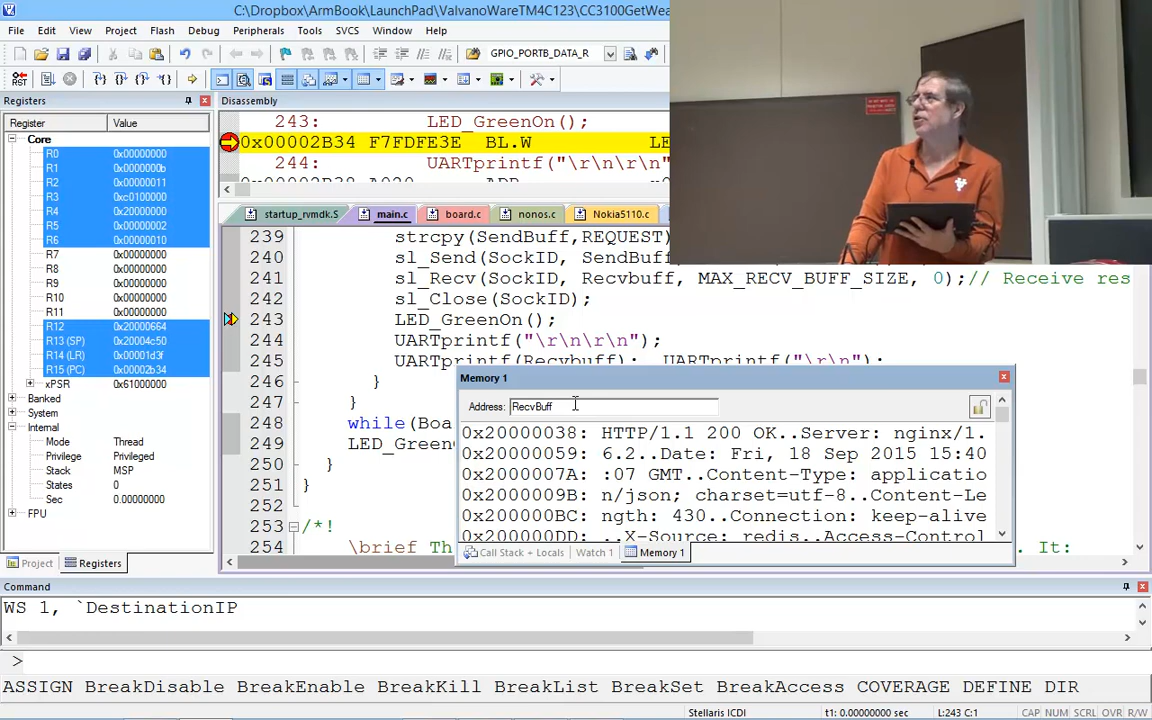 C:\Dropbox\ArmBook\LaunchPad\ValvanoWareTM4C123\CC3100GetWea
File Edit View Project Flash Debug Peripherals Tools SVCS Window Help
GPIO_PORTB_DATA_R
RST
Registers
Register Value
Core
R0 0x00000000
R1 0x0000000b
R2 0x00000011
R3 0xc0100000
R4 0x20000000
R5 0x00000002
R6 0x00000010
R7 0x00000000
R8 0x00000000
R9 0x00000000
R10 0x00000000
R11 0x00000000
R12 0x20000664
R13 (SP) 0x20004c50
R14 (LR) 0x00001d3f
R15 (PC) 0x00002b34
xPSR 0x61000000
Banked
System
Internal
Mode Thread
Privilege Privileged
Stack MSP
States 0
Sec 0.00000000
FPU
Project Registers
Disassembly
243: LED_GreenOn();
0x00002B34 F7FDFE3E BL.W LE
244: UARTprintf("\r\n\r\n"
0x00002B38 A020 ADR r0
startup_rvmdk.S main.c board.c nonos.c Nokia5110.c
239 strcpy(SendBuff,REQUEST)
240 sl_Send(SockID, SendBuff
241 sl_Recv(SockID, Recvbuff, MAX_RECV_BUFF_SIZE, 0);// Receive res
242 sl_Close(SockID);
243 LED_GreenOn();
244 UARTprintf("\r\n\r\n");
245 UARTprintf(Recvbuff); UARTprintf("\r\n");
246 }
247 }
248 while(Boa
249 LED_Green
250 }
251 }
252
253 /*!
254 \brief Th . It:
Memory 1
Address: RecvBuff
0x20000038: HTTP/1.1 200 OK..Server: nginx/1.
0x20000059: 6.2..Date: Fri, 18 Sep 2015 15:40
0x2000007A: :07 GMT..Content-Type: applicatio
0x2000009B: n/json; charset=utf-8..Content-Le
0x200000BC: ngth: 430..Connection: keep-alive
0x200000DD: ..X-Source: redis..Access-Control
Call Stack + Locals Watch 1 Memory 1
Command
WS 1, `DestinationIP
>
ASSIGN BreakDisable BreakEnable BreakKill BreakList BreakSet BreakAccess COVERAGE DEFINE DIR
Stellaris ICDI t1: 0.00000000 sec L:243 C:1 CAP NUM SCRL OVR R/W